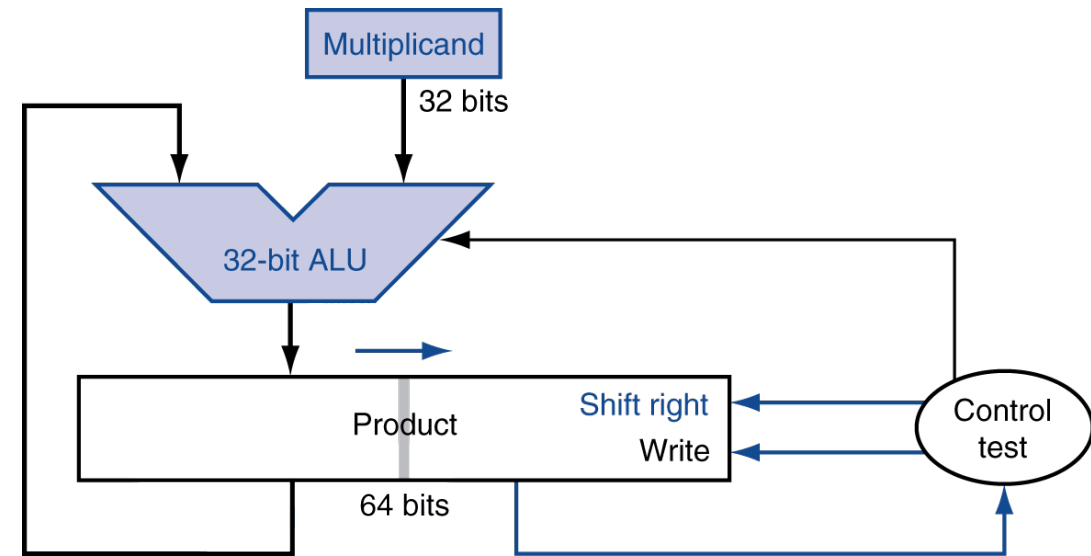 Multiplicand
32 bits
32-bit ALU
Shift right
Product
Write
64 bits
Control
test